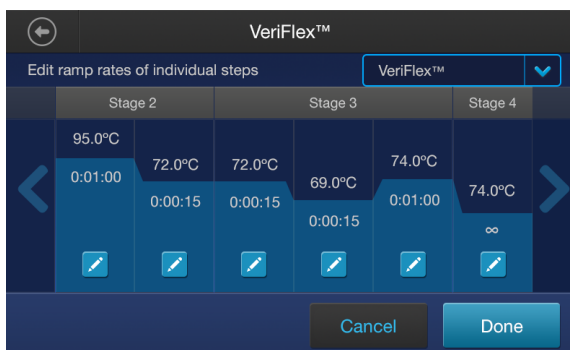 VeriFlex™
Edit ramp rates of individual steps VeriFlex™
Stage 2 Stage 3 Stage 4
95.0ºC 72.0ºC 72.0ºC 69.0ºC 74.0ºC 74.0ºC
0:01:00 0:00:15 0:00:15 0:00:15 0:01:00 ∞
Cancel Done